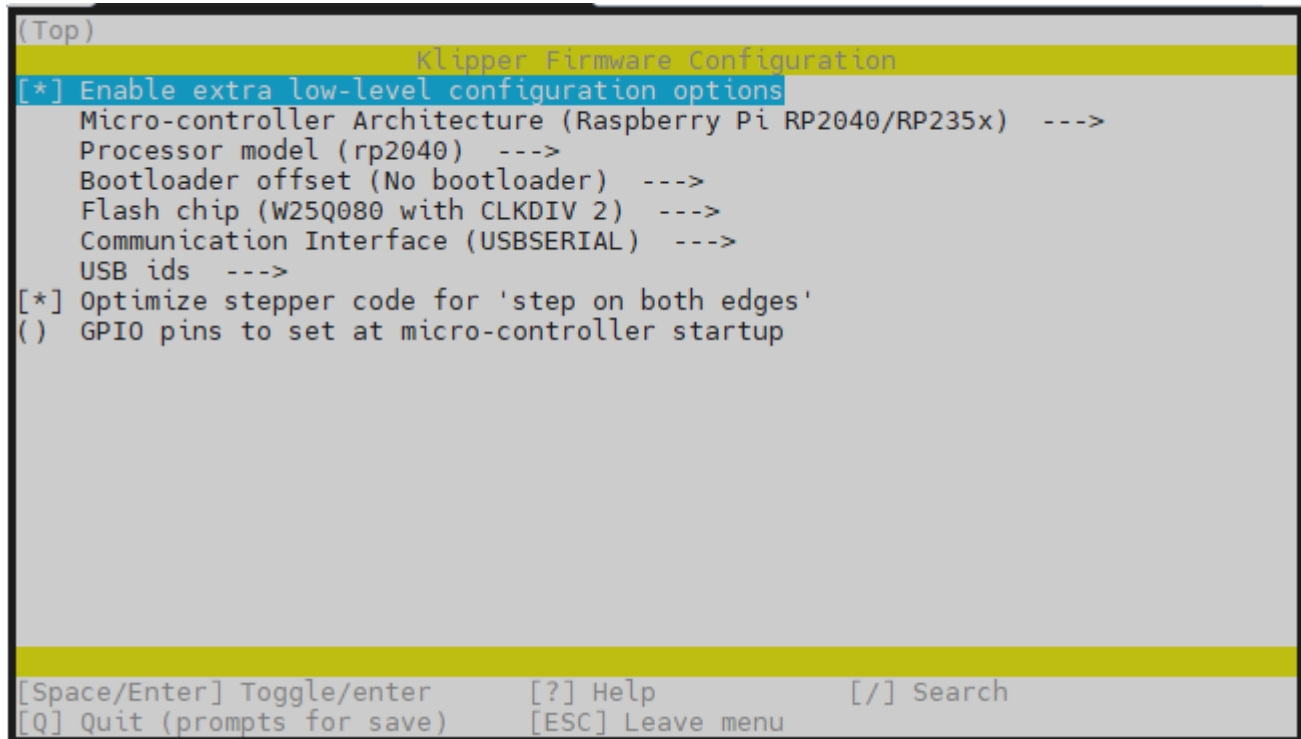 (Top)
Klipper Firmware Configuration
[*] Enable extra low-level configuration options
Micro-controller Architecture (Raspberry Pi RP2040/RP235x) --->
Processor model (rp2040) --->
Bootloader offset (No bootloader) --->
Flash chip (W25Q080 with CLKDIV 2) --->
Communication Interface (USBSERIAL) --->
USB ids --->
[*] Optimize stepper code for 'step on both edges'
() GPIO pins to set at micro-controller startup
[Space/Enter] Toggle/enter [?] Help [/] Search
[Q] Quit (prompts for save) [ESC] Leave menu